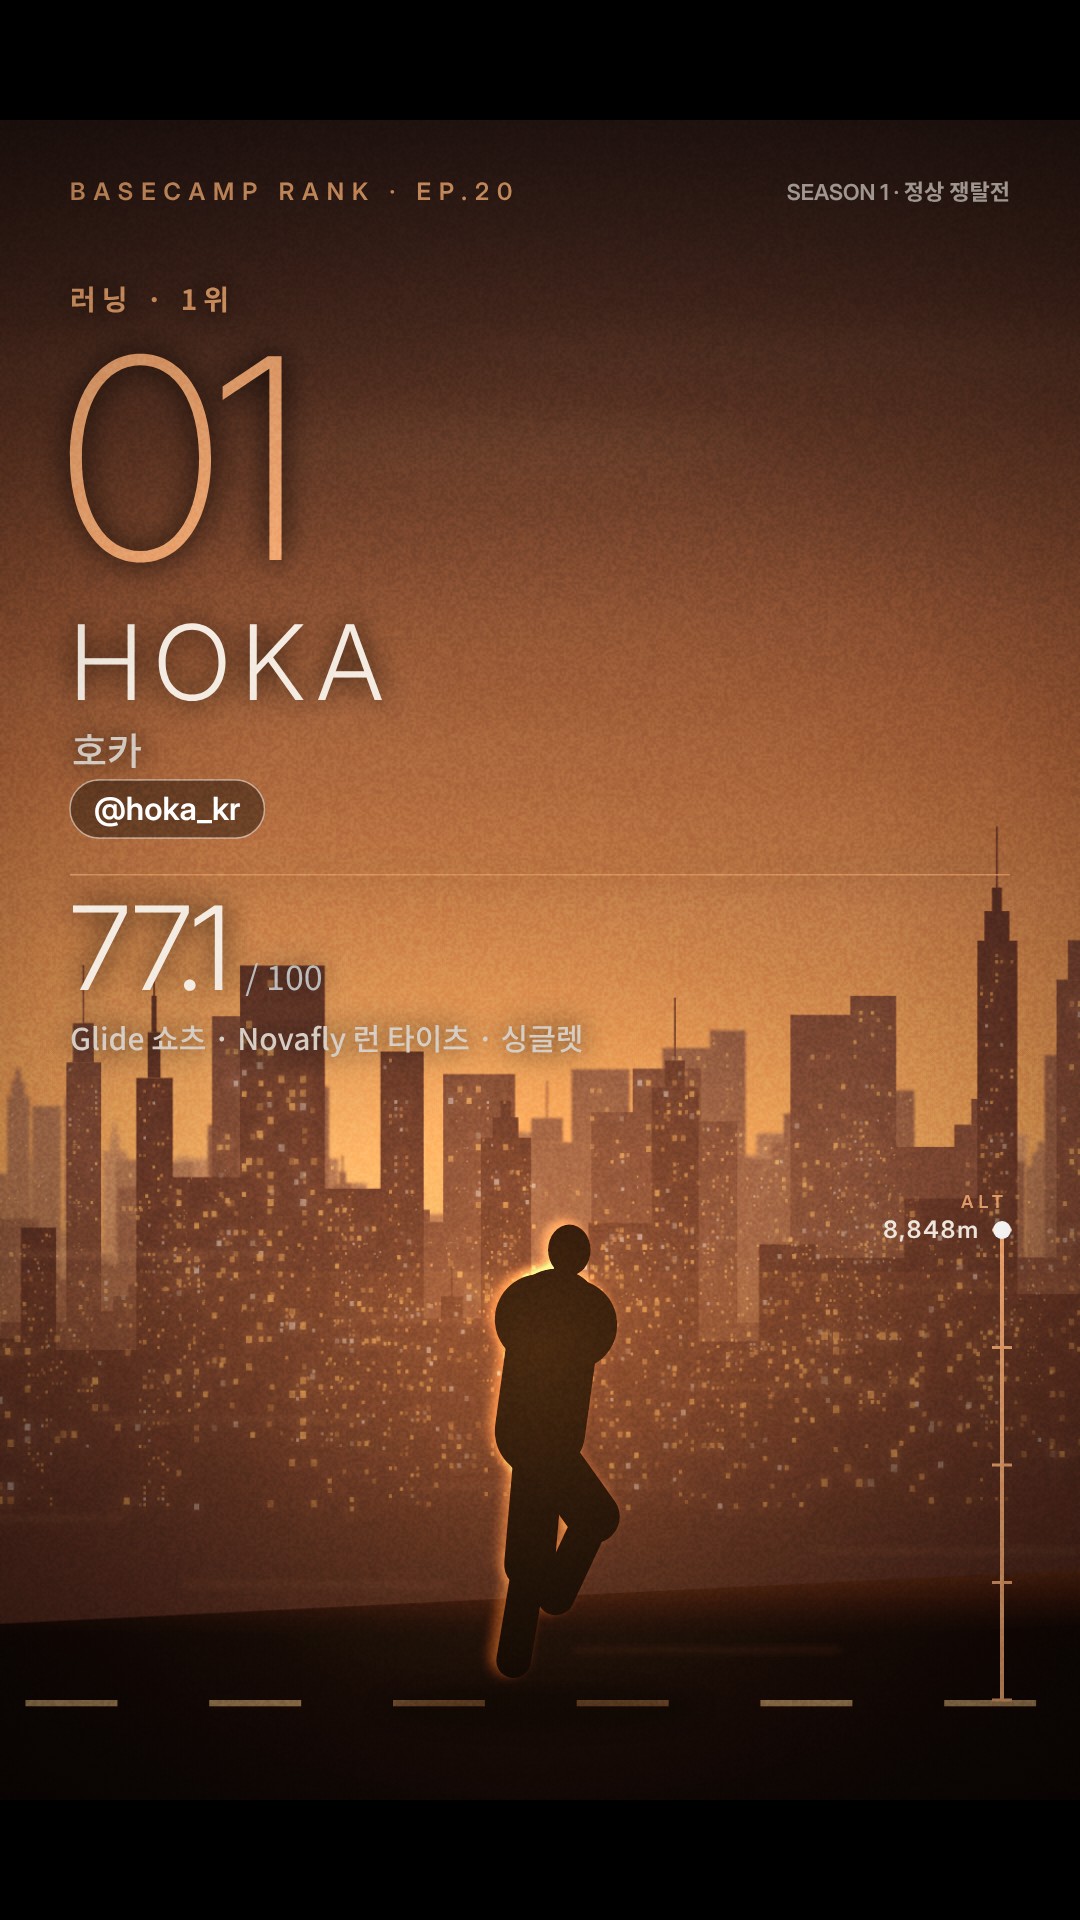 BASECAMP RANK · EP.20
SEASON 1 · 정상 쟁탈전
러닝 · 1위
01
HOKA
호카
@hoka_kr
77.1 / 100
Glide 쇼츠 · Novafly 런 타이츠 · 싱글렛
ALT
8,848m